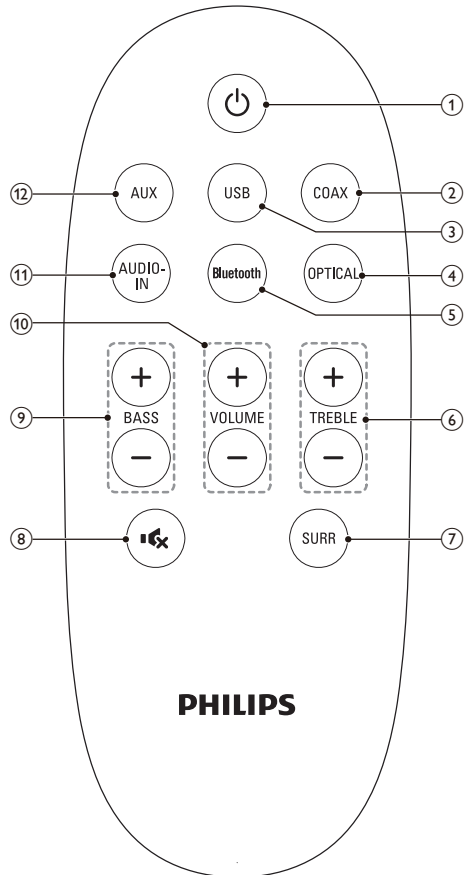 ①
⑫ AUX USB COAX ②
③
⑪ AUDIO-
IN Bluetooth OPTICAL ④
⑤
⑩
+ + +
⑨ BASS VOLUME TREBLE ⑥
− − −
⑧ SURR ⑦
PHILIPS